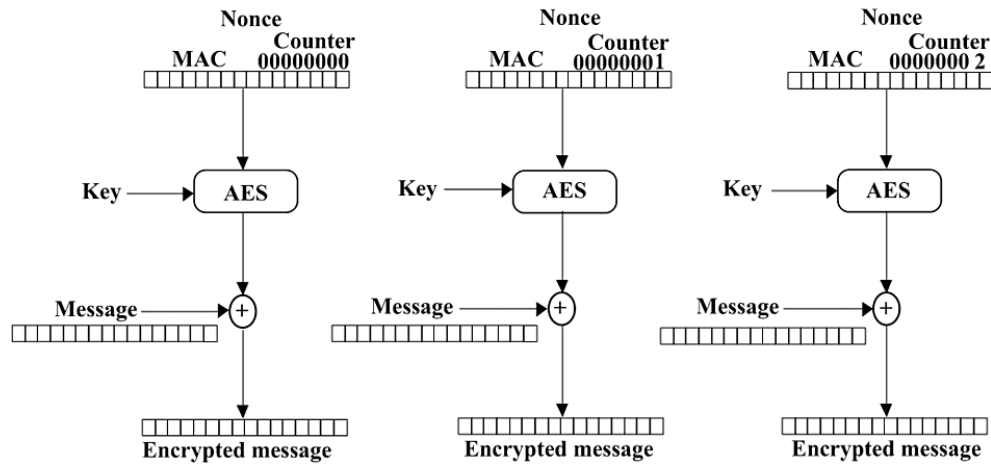 Nonce
Counter
MAC 00000000
Key
AES
Message
+
Encrypted message
Nonce
Counter
MAC 00000001
Key
AES
Message
+
Encrypted message
Nonce
Counter
MAC 0000000 2
Key
AES
Message
+
Encrypted message